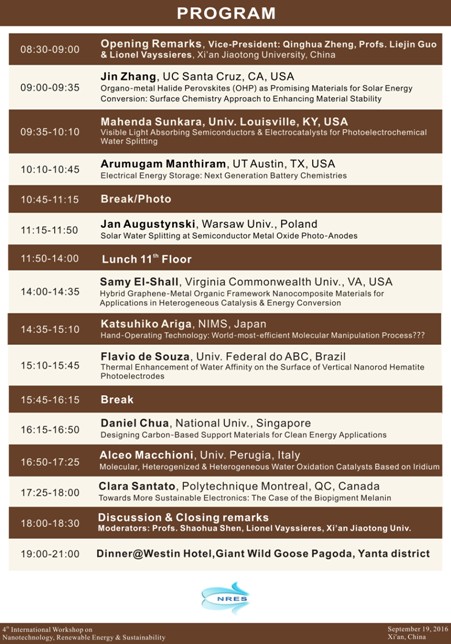 PROGRAM
08:30-09:00 Opening Remarks, Vice-President: Qinghua Zheng, Profs. Liejin Guo
& Lionel Vayssieres, Xi'an Jiaotong University, China
09:00-09:35 Jin Zhang, UC Santa Cruz, CA, USA
Organo-metal Halide Perovskites (OHP) as Promising Materials for Solar Energy
Conversion: Surface Chemistry Approach to Enhancing Material Stability
09:35-10:10 Mahenda Sunkara, Univ. Louisville, KY, USA
Visible Light Absorbing Semiconductors & Electrocatalysts for Photoelectrochemical
Water Splitting
10:10-10:45 Arumugam Manthiram, UT Austin, TX, USA
Electrical Energy Storage: Next Generation Battery Chemistries
10:45-11:15 Break/Photo
11:15-11:50 Jan Augustynski, Warsaw Univ., Poland
Solar Water Splitting at Semiconductor Metal Oxide Photo-Anodes
11:50-14:00 Lunch 11th Floor
14:00-14:35 Samy El-Shall, Virginia Commonwealth Univ., VA, USA
Hybrid Graphene-Metal Organic Framework Nanocomposite Materials for
Applications in Heterogeneous Catalysis & Energy Conversion
14:35-15:10 Katsuhiko Ariga, NIMS, Japan
Hand-Operating Technology: World-most-efficient Molecular Manipulation Process???
15:10-15:45 Flavio de Souza, Univ. Federal do ABC, Brazil
Thermal Enhancement of Water Affinity on the Surface of Vertical Nanorod Hematite
Photoelectrodes
15:45-16:15 Break
16:15-16:50 Daniel Chua, National Univ., Singapore
Designing Carbon-Based Support Materials for Clean Energy Applications
16:50-17:25 Alceo Macchioni, Univ. Perugia, Italy
Molecular, Heterogenized & Heterogeneous Water Oxidation Catalysts Based on Iridium
17:25-18:00 Clara Santato, Polytechnique Montreal, QC, Canada
Towards More Sustainable Electronics: The Case of the Biopigment Melanin
18:00-18:30 Discussion & Closing remarks
Moderators: Profs. Shaohua Shen, Lionel Vayssieres, Xi'an Jiaotong Univ.
19:00-21:00 Dinner@Westin Hotel,Giant Wild Goose Pagoda, Yanta district
NRES
4th International Workshop on
Nanotechnology, Renewable Energy & Sustainability
September 19, 2016
Xi'an, China